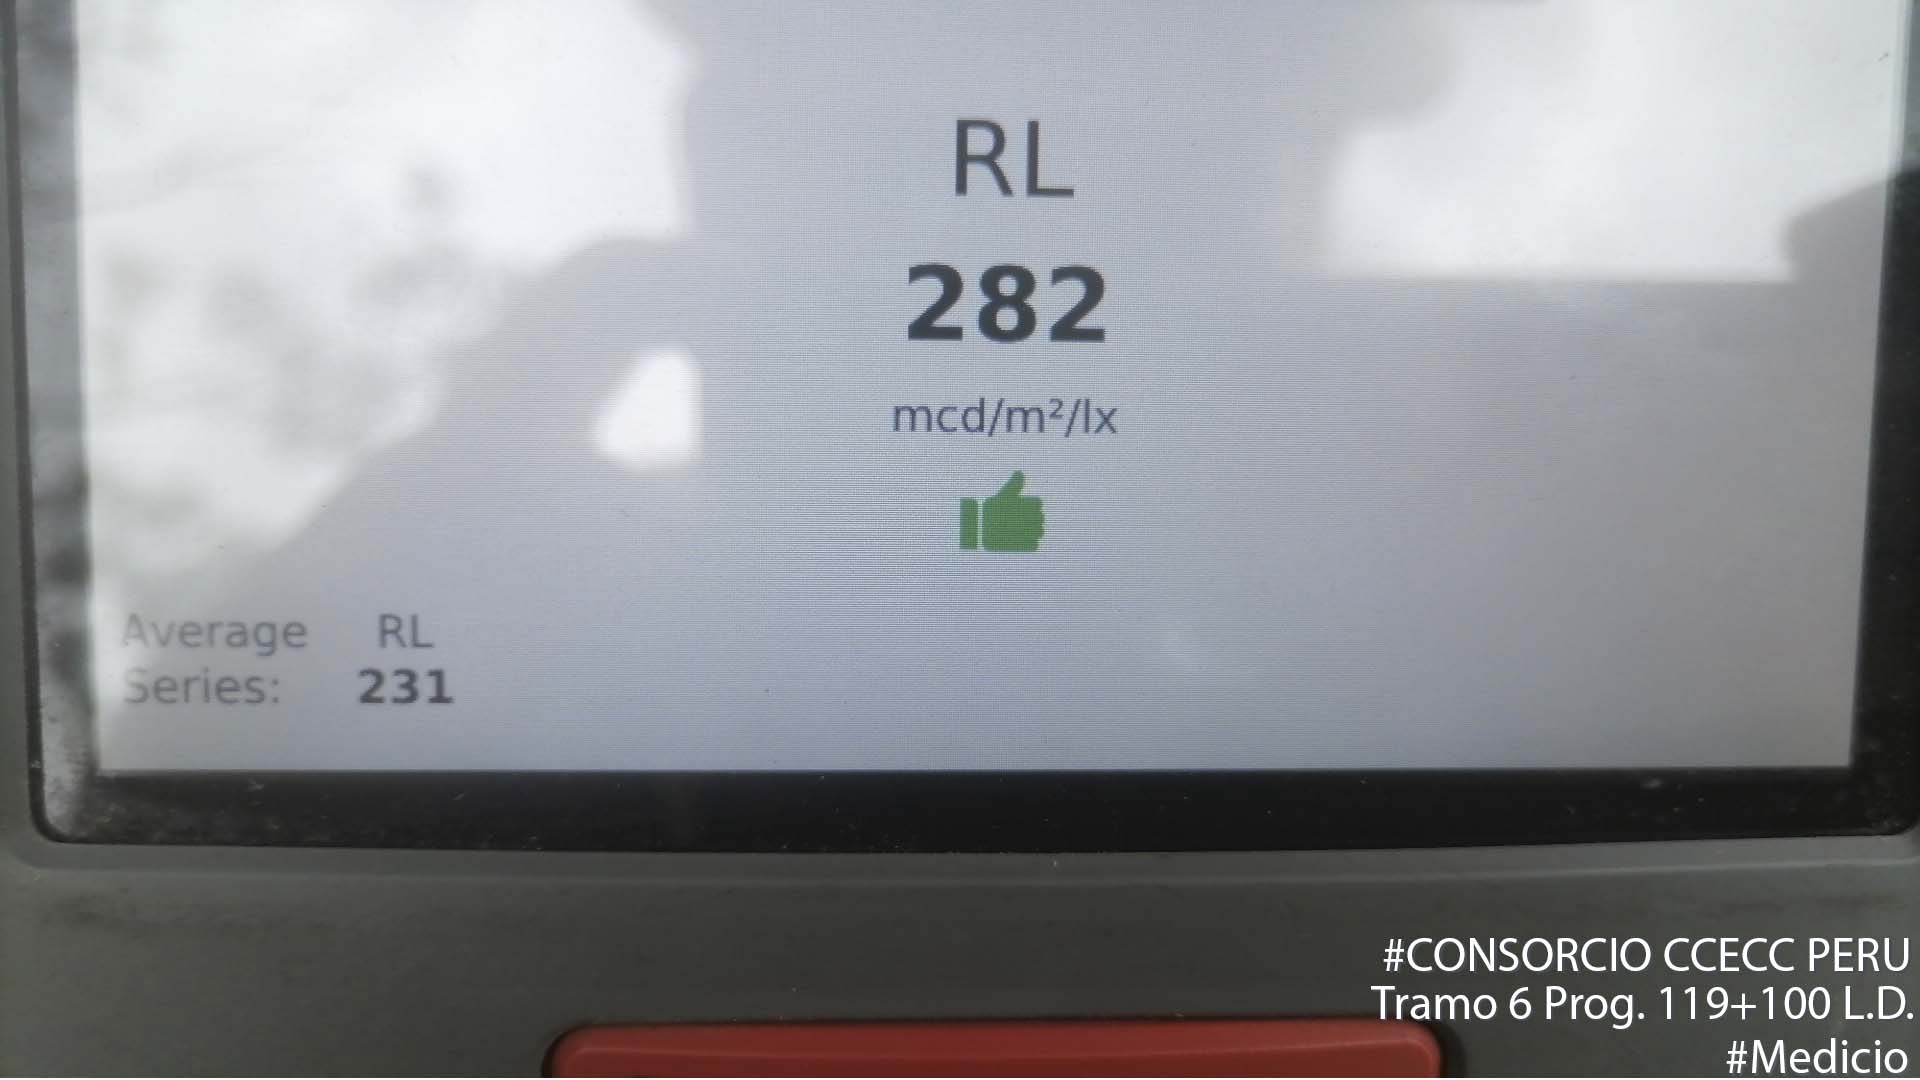 RL
282
mcd/m²/lx
Average RL
Series: 231
#CONSORCIO CCECC PERU
Tramo 6 Prog. 119+100 L.D.
#Medicio